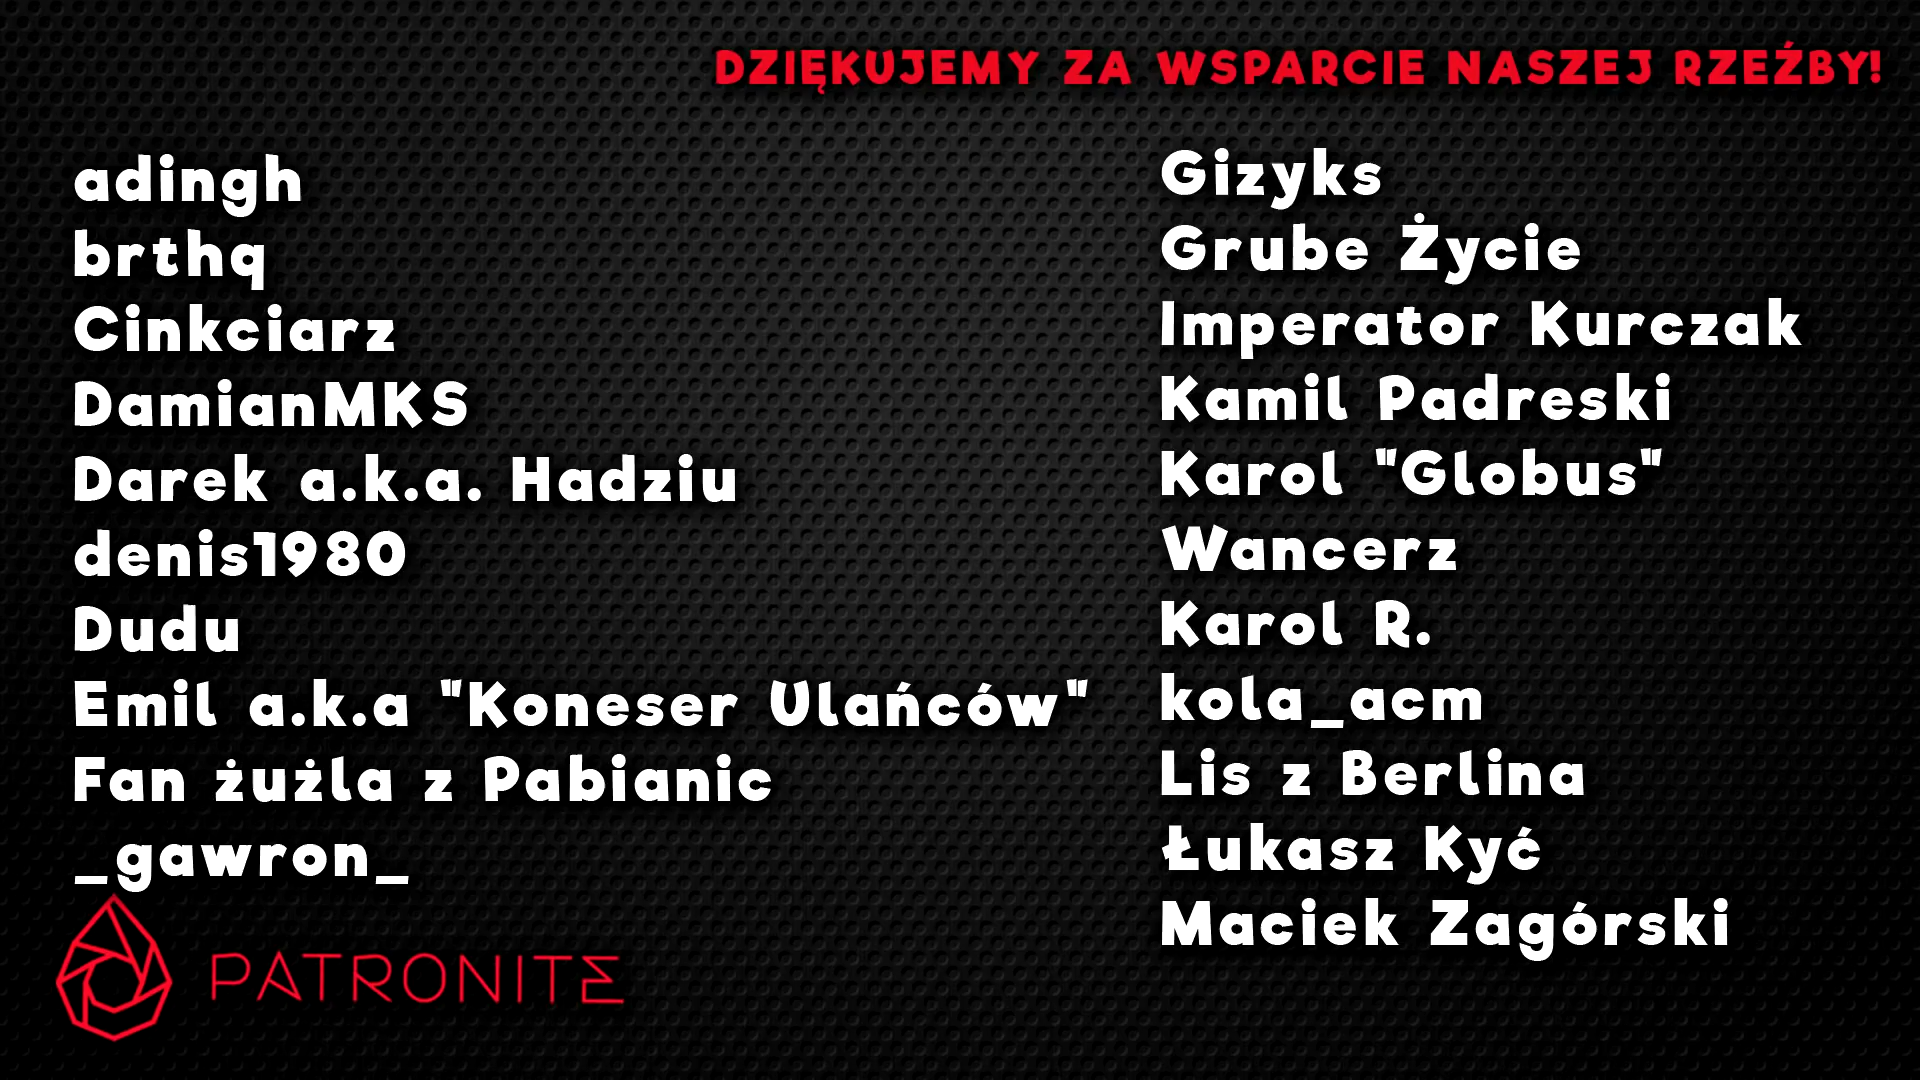 DZIĘKUJEMY ZA WSPARCIE NASZEJ RZEŹBY!
adingh
brthq
Cinkciarz
DamianMKS
Darek a.k.a. Hadziu
denis1980
Dudu
Emil a.k.a "Koneser Ulańców"
Fan żużla z Pabianic
_gawron_
Gizyks
Grube Życie
Imperator Kurczak
Kamil Padreski
Karol "Globus"
Wancerz
Karol R.
kola_acm
Lis z Berlina
Łukasz Kyć
Maciek Zagórski
PATRONITE